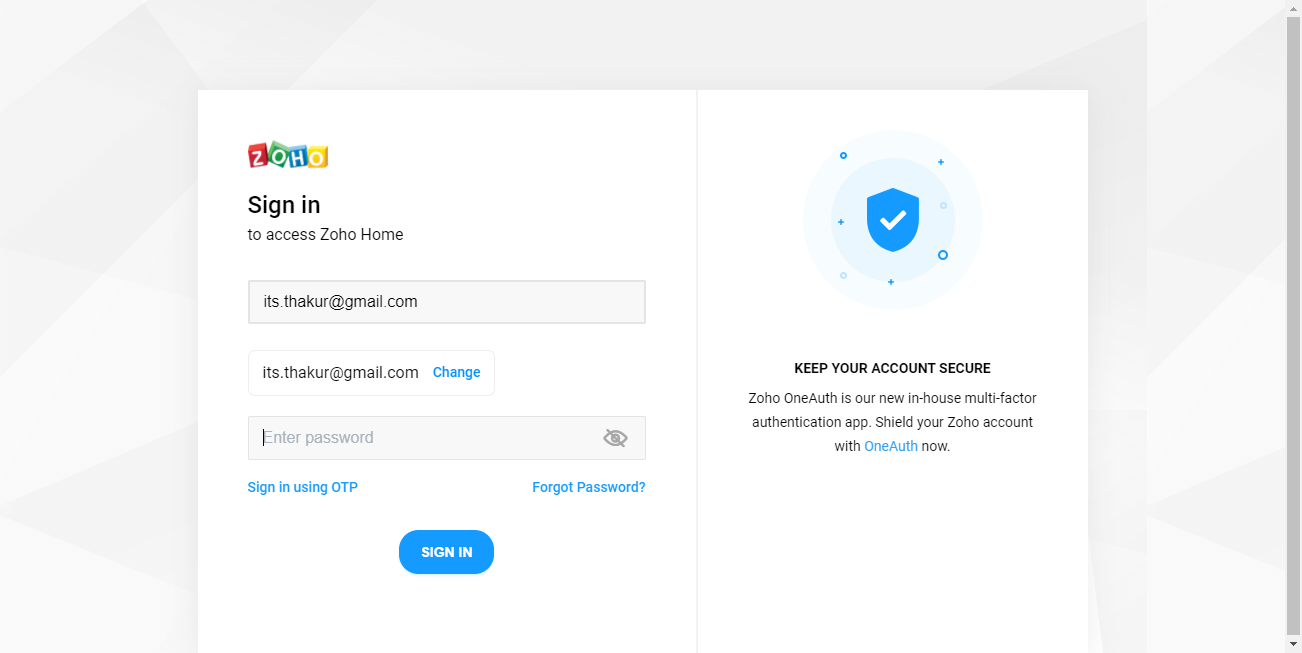 ZOHO
Sign in
to access Zoho Home
its.thakur@gmail.com
its.thakur@gmail.com Change
Enter password
Sign in using OTP Forgot Password?
SIGN IN
KEEP YOUR ACCOUNT SECURE
Zoho OneAuth is our new in-house multi-factor
authentication app. Shield your Zoho account
with OneAuth now.